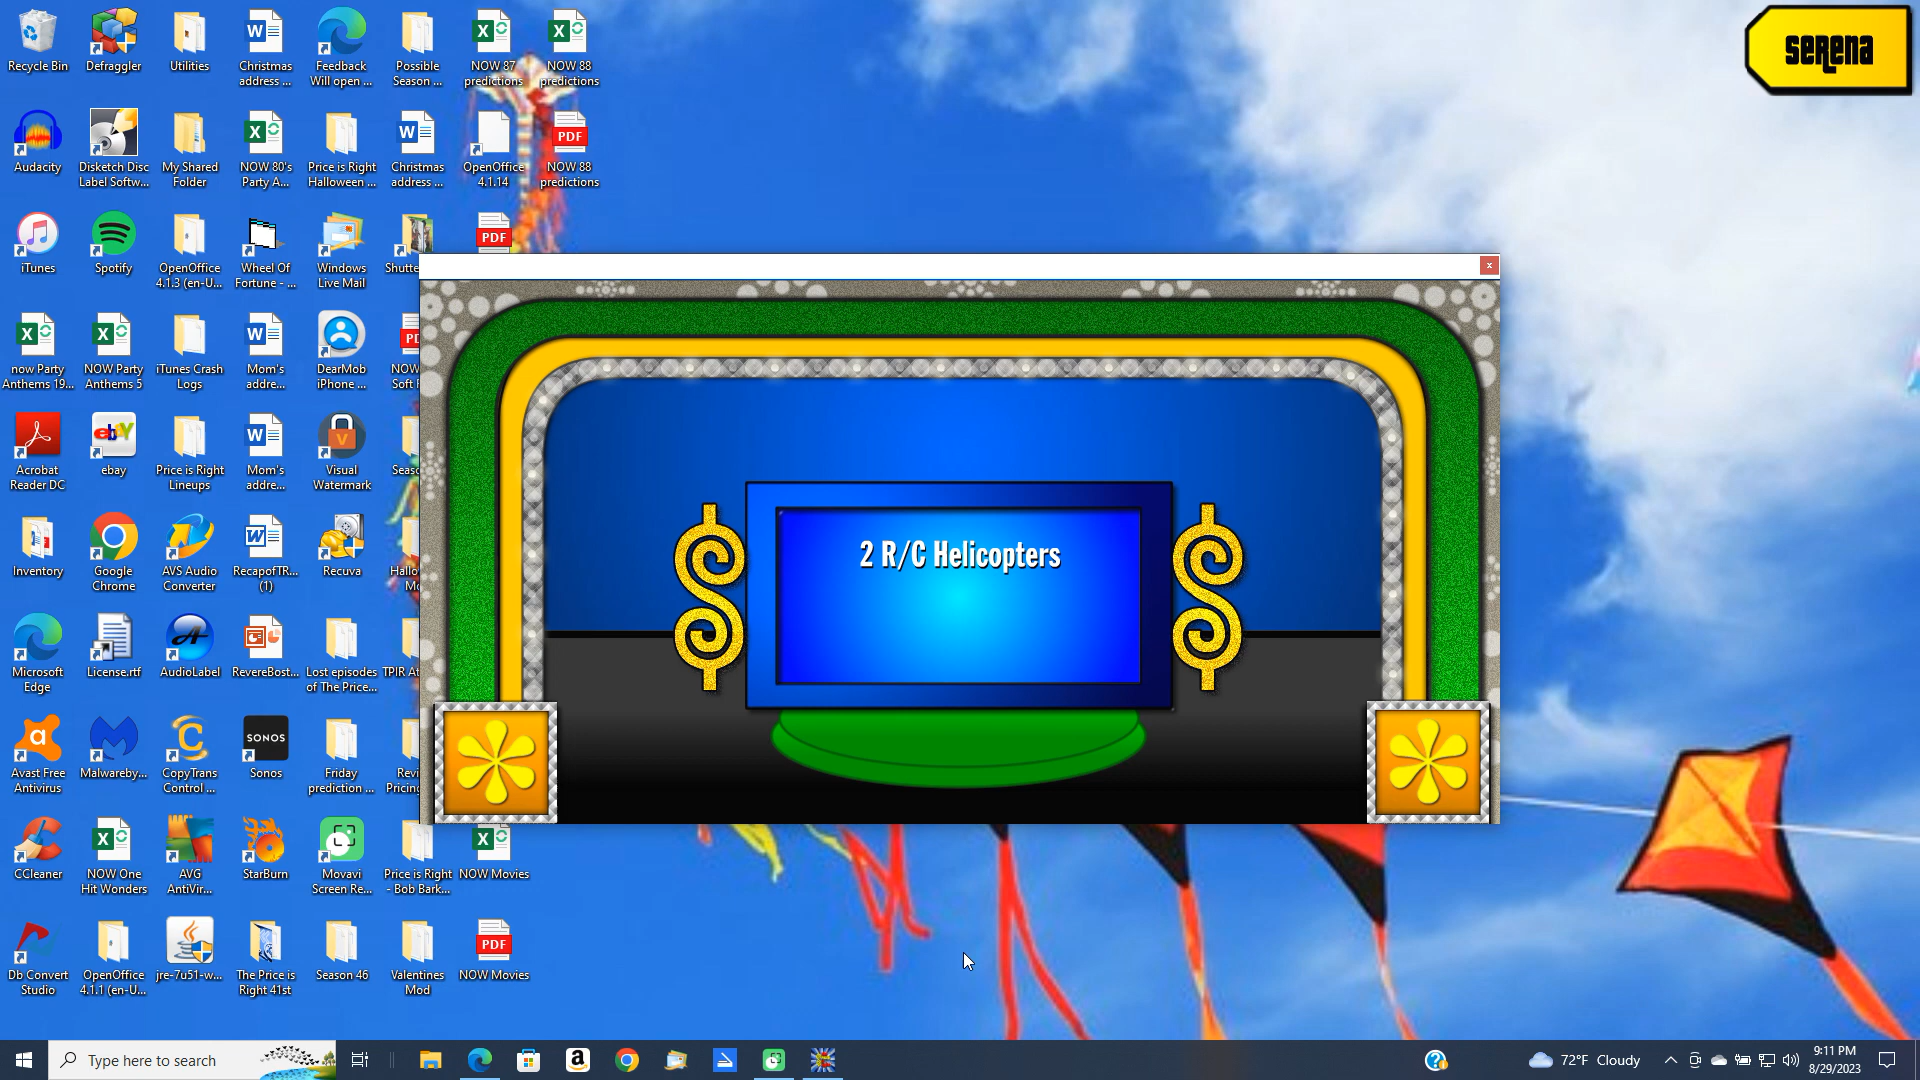 Recycle Bin
Defraggler
Utilities
Christmas
address ...
Feedback
Will open ...
Possible
Season ...
NOW 87
predictions
NOW 88
predictions
SERENA
Audacity
Disketch Disc
Label Softw...
My Shared
Folder
NOW 80's
Party A...
Price is Right
Halloween ...
Christmas
address ...
OpenOffice
4.1.14
PDF
NOW 88
predictions
iTunes
Spotify
OpenOffice
4.1.3 (en-U...
Wheel Of
Fortune - ...
Windows
Live Mail
PDF
now Party
Anthems 19...
NOW Party
Anthems 5
iTunes Crash
Logs
Mom's
addre...
DearMob
iPhone ...
Acrobat
Reader DC
ebay
ebay
Price is Right
Lineups
Mom's
addre...
Visual
Watermark
2 R/C Helicopters
Inventory
Google
Chrome
AVS Audio
Converter
RecapofTR...
(1)
Recuva
Microsoft
Edge
License.rtf
AudioLabel
RevereBost...
Lost episodes
of The Price...
Avast Free
Antivirus
Malwareby...
CopyTrans
Control ...
SONOS
Sonos
Friday
prediction ...
CCleaner
NOW One
Hit Wonders
AVG
AntiVir...
StarBurn
Movavi
Screen Re...
Price is Right
- Bob Bark...
NOW Movies
Db Convert
Studio
OpenOffice
4.1.1 (en-U...
jre-7u51-w...
The Price is
Right 41st
Season 46
Valentines
Mod
PDF
NOW Movies
Type here to search
72°F Cloudy
9:11 PM
8/29/2023